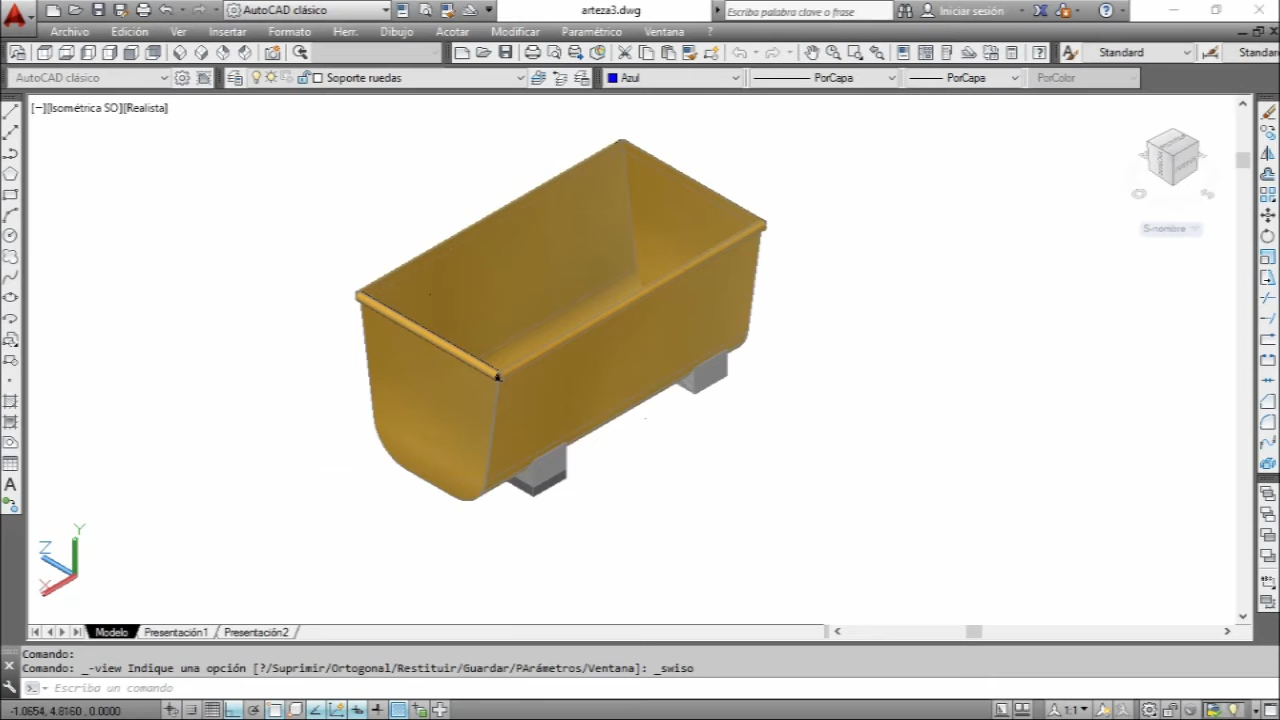 AutoCAD clásico
arteza3.dwg
Escriba palabra clave o frase
Iniciar sesión
Archivo Edición Ver Insertar Formato Herr. Dibujo Acotar Modificar Paramétrico Ventana ?
Standard
Standar
AutoCAD clásico
Soporte ruedas
Azul
PorCapa
PorCapa
PorColor
[−][Isométrica SO][Realista]
S-nombre
Y
Z
X
Modelo Presentación1 Presentación2
Comando:
Comando: _-view Indique una opción [?/Suprimir/Ortogonal/Restituir/Guardar/PArámetros/Ventana]: _swiso
Escriba un comando
-1.0654, 4.8160, 0.0000
1:1